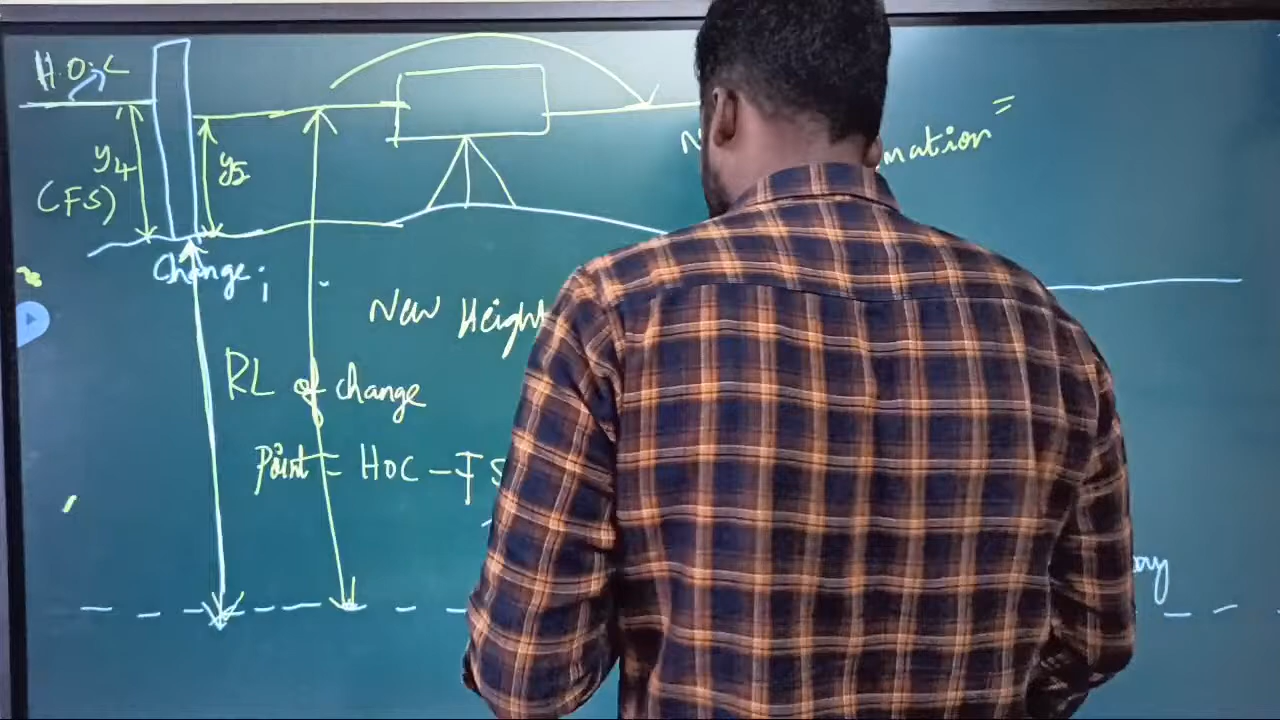 H.O.C
y4
(FS)
y5
mation =
Change
New Height
RL of change
Point = HOC - FS